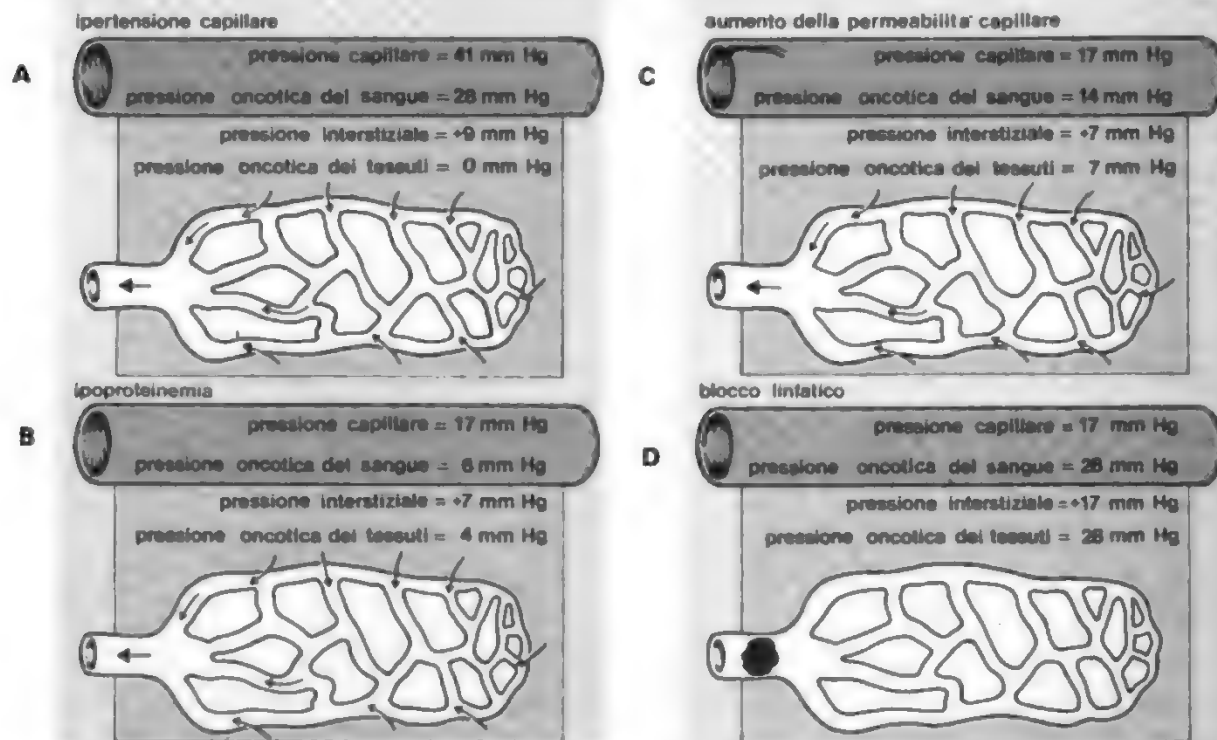 ipertensione capillare
A
pressione capillare = 41 mm Hg
pressione oncotica del sangue = 28 mm Hg
pressione interstiziale = +9 mm Hg
pressione oncotica dei tessuti = 0 mm Hg
ipoproteinemia
B
pressione capillare = 17 mm Hg
pressione oncotica del sangue = 6 mm Hg
pressione interstiziale = +7 mm Hg
pressione oncotica dei tessuti = 4 mm Hg
aumento della permeabilita' capillare
C
pressione capillare = 17 mm Hg
pressione oncotica del sangue = 14 mm Hg
pressione interstiziale = +7 mm Hg
pressione oncotica dei tessuti = 7 mm Hg
blocco linfatico
D
pressione capillare = 17 mm Hg
pressione oncotica del sangue = 28 mm Hg
pressione interstiziale = +17 mm Hg
pressione oncotica dei tessuti = 28 mm Hg